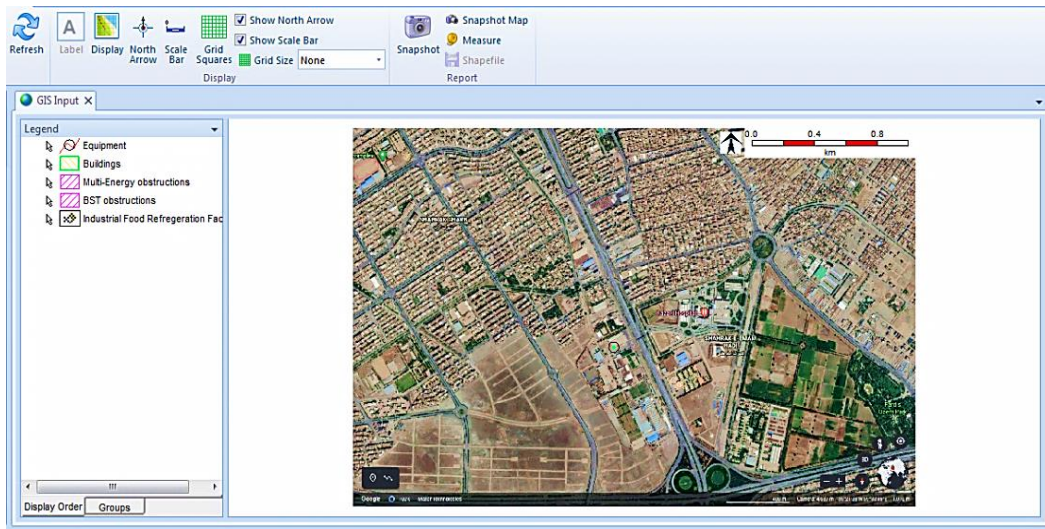 Refresh
Label
Display
North Arrow
Scale Bar
Grid Squares
Show North Arrow
Show Scale Bar
Grid Size None
Display
Snapshot
Snapshot Map
Measure
Shapefile
Report
GIS Input
Legend
Equipment
Buildings
Multi-Energy obstructions
BST obstructions
Industrial Food Refregeration Fac
Display Order
Groups
0.0 0.4 0.8
km
3D
Google